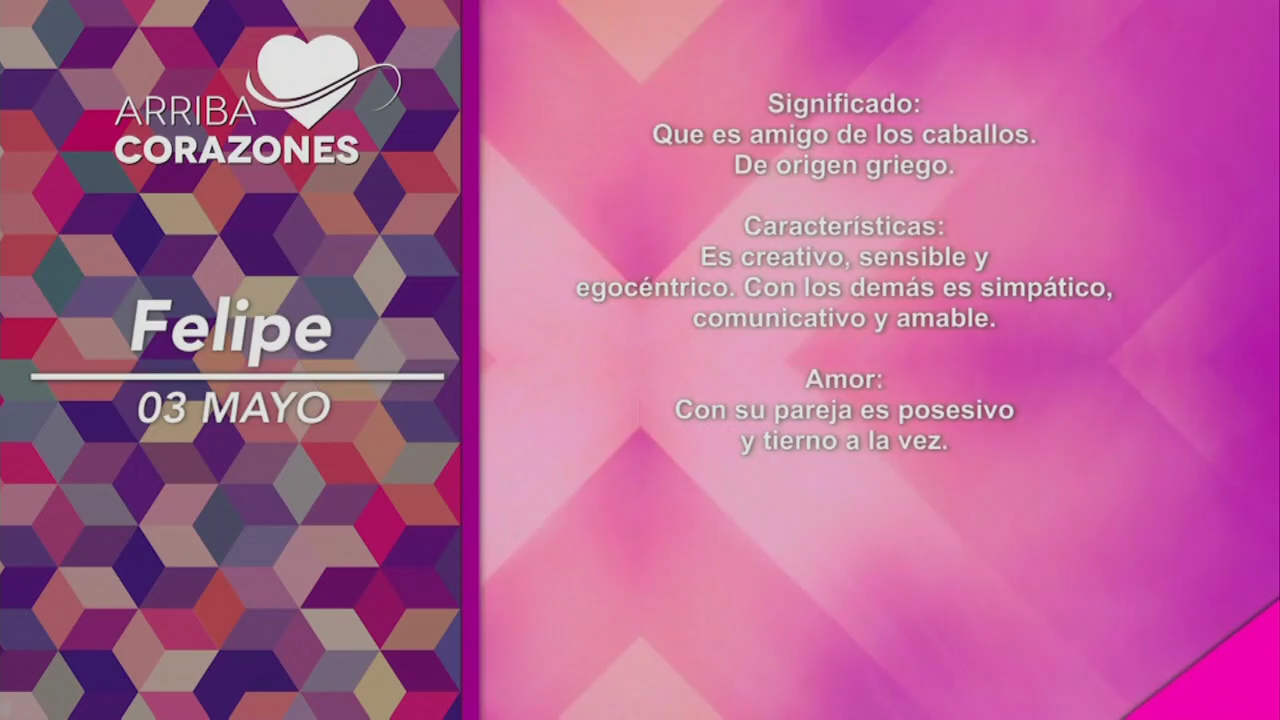 ARRIBA
CORAZONES
Felipe
03 MAYO
Significado:
Que es amigo de los caballos.
De origen griego.
Características:
Es creativo, sensible y
egocéntrico. Con los demás es simpático,
comunicativo y amable.
Amor:
Con su pareja es posesivo
y tierno a la vez.